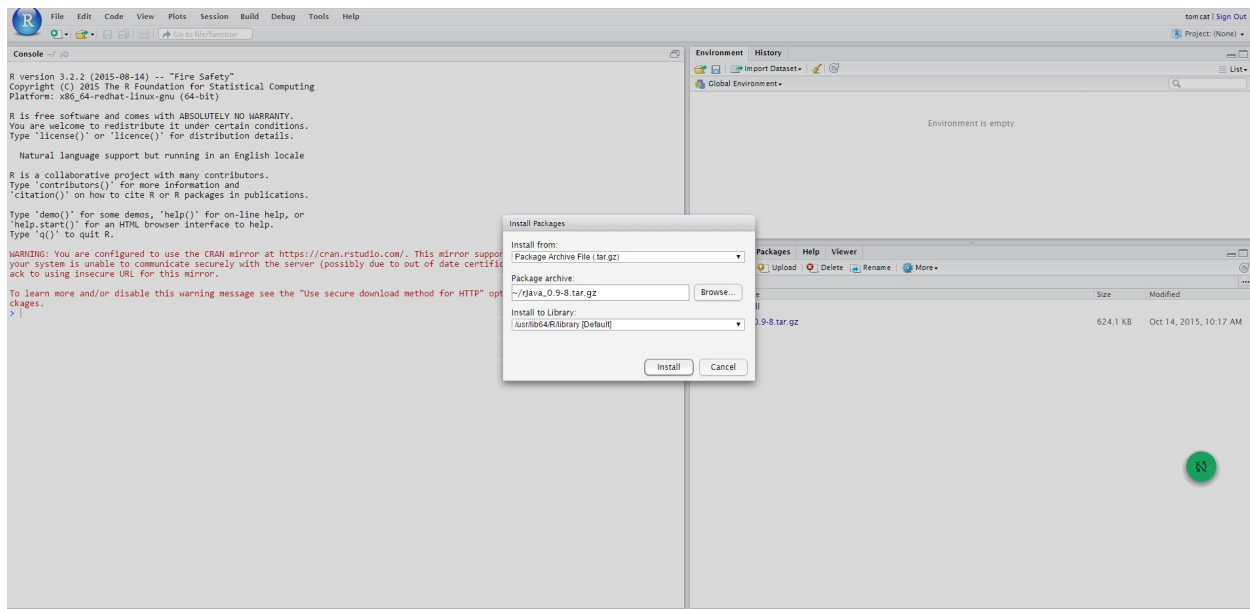 R
File Edit Code View Plots Session Build Debug Tools Help
tomcat | Sign Out
Go to file/function
Project: (None)
Console ~/
R version 3.2.2 (2015-08-14) -- "Fire Safety"
Copyright (C) 2015 The R Foundation for Statistical Computing
Platform: x86_64-redhat-linux-gnu (64-bit)
R is free software and comes with ABSOLUTELY NO WARRANTY.
You are welcome to redistribute it under certain conditions.
Type 'license()' or 'licence()' for distribution details.
Natural language support but running in an English locale
R is a collaborative project with many contributors.
Type 'contributors()' for more information and
'citation()' on how to cite R or R packages in publications.
Type 'demo()' for some demos, 'help()' for on-line help, or
'help.start()' for an HTML browser interface to help.
Type 'q()' to quit R.
WARNING: You are configured to use the CRAN mirror at https://cran.rstudio.com/. This mirror suppor
your system is unable to communicate securely with the server (possibly due to out of date certific
ack to using insecure URL for this mirror.
To learn more and/or disable this warning message see the "Use secure download method for HTTP" opt
ckages.
>
Environment History
Import Dataset
List
Global Environment
Environment is empty
Install Packages
Install from:
Package Archive File (.tar.gz)
Package archive:
~/rJava_0.9-8.tar.gz
Browse...
Install to Library:
/usr/lib64/R/library [Default]
Install Cancel
Packages Help Viewer
Upload Delete Rename More
Size Modified
0.9-8.tar.gz 624.1 KB Oct 14, 2015, 10:17 AM